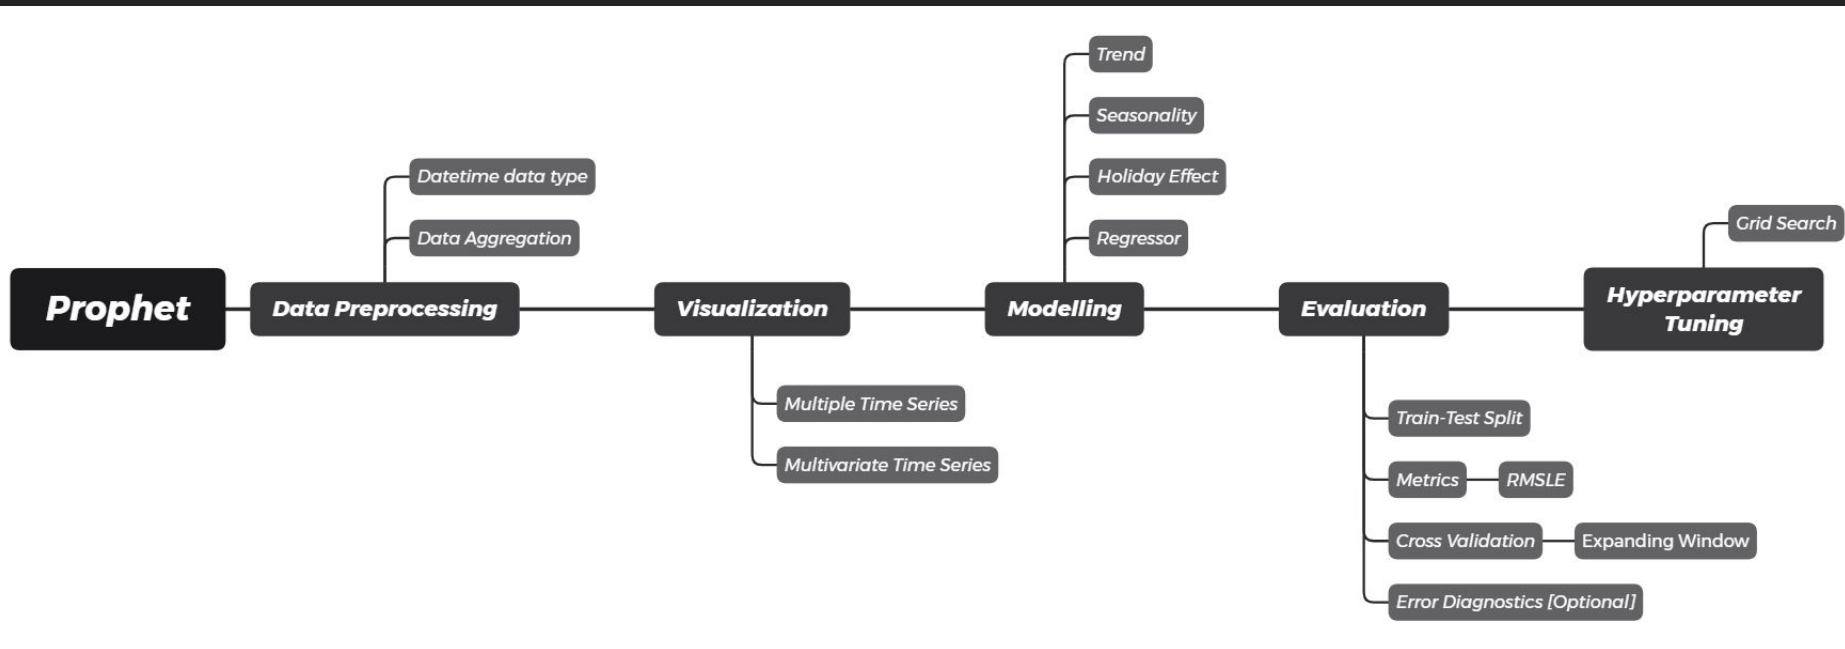 Prophet
Data Preprocessing
Datetime data type
Data Aggregation
Visualization
Multiple Time Series
Multivariate Time Series
Modelling
Trend
Seasonality
Holiday Effect
Regressor
Evaluation
Train-Test Split
Metrics
RMSLE
Cross Validation
Expanding Window
Error Diagnostics [Optional]
Hyperparameter
Tuning
Grid Search